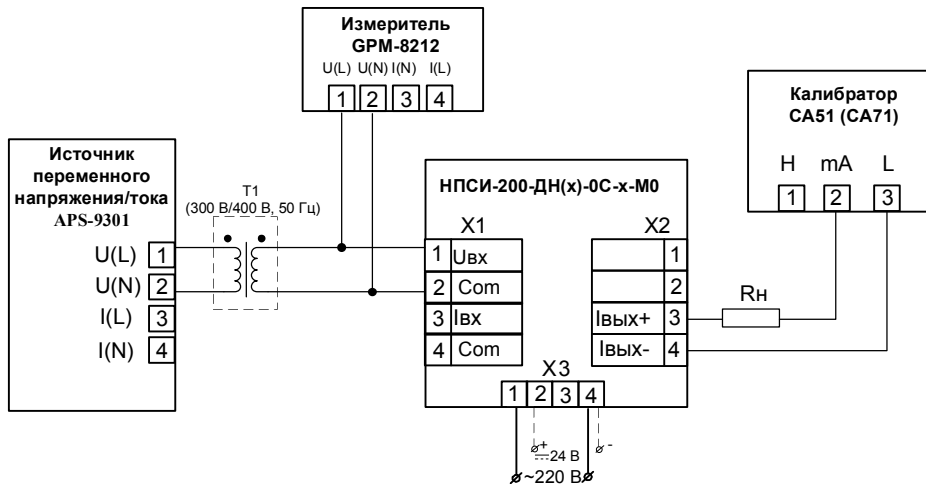 Измеритель
GPM-8212
U(L) U(N) I(N) I(L)
1 2 3 4
Калибратор
CA51 (CA71)
H mA L
1 2 3
Источник
переменного
напряжения/тока
APS-9301
U(L) 1
U(N) 2
I(L) 3
I(N) 4
T1
(300 В/400 В, 50 Гц)
НПСИ-200-ДН(х)-0С-х-М0
X1
1 Uвх
2 Com
3 Iвх
4 Com
X2
1
2
Iвых+ 3
Iвых- 4
Rн
X3
1 2 3 4
+ -
24 В
~220 В